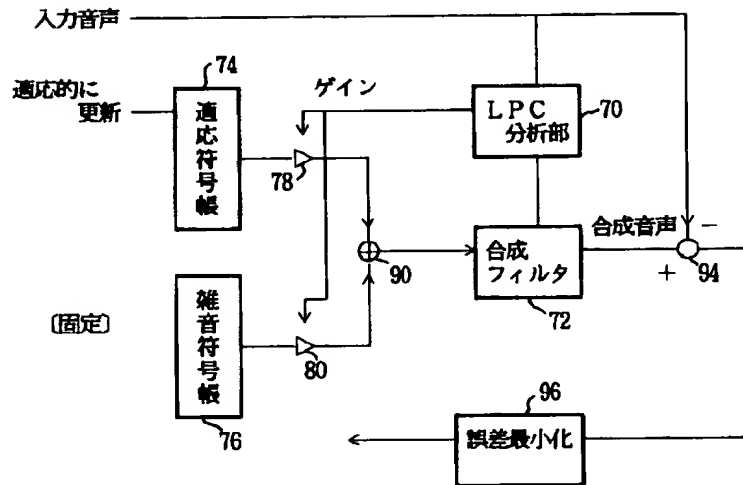 入力音声
74
適応的に
更新
適応符号帳
ゲイン
78
LPC
分析部
70
合成音声
－
＋
94
90
合成
フィルタ
72
〔固定〕
雑音符号帳
80
76
96
誤差最小化